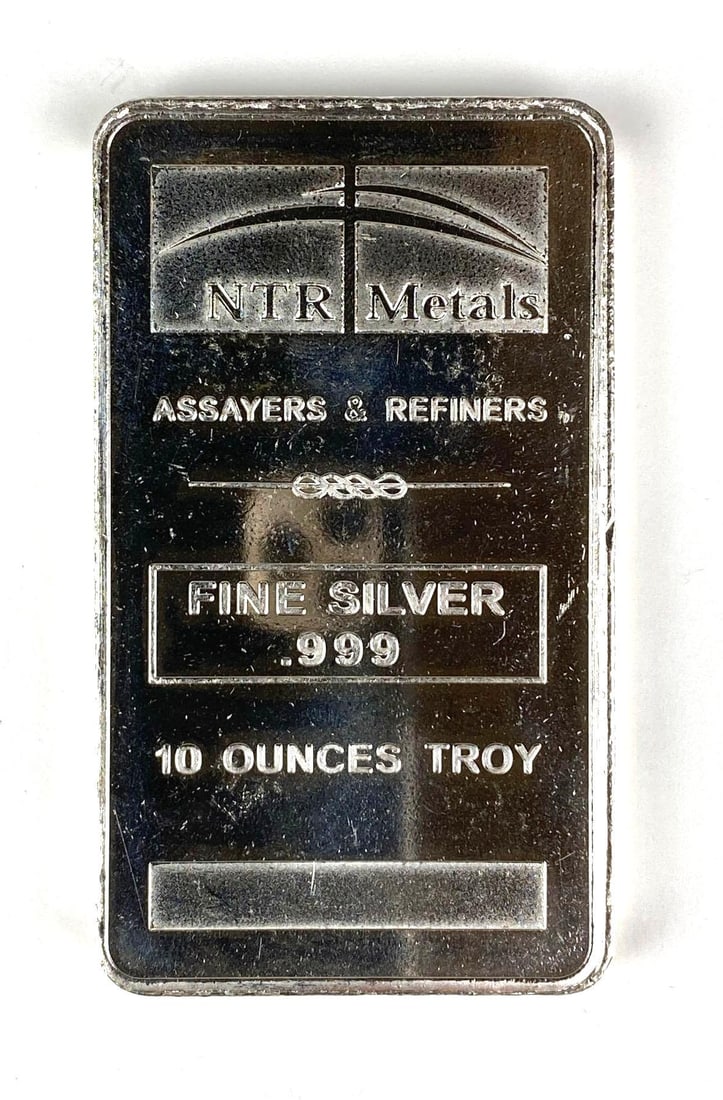 NTR Metals
ASSAYERS & REFINERS
FINE SILVER
.999
10 OUNCES TROY